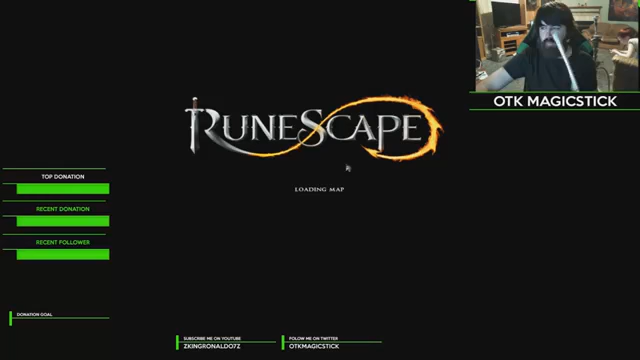 OTK MAGICSTICK
RUNESCAPE
LOADING MAP
TOP DONATION
RECENT DONATION
RECENT FOLLOWER
DONATION GOAL
SUBSCRIBE ME ON YOUTUBE
ZKINGRONALDO7Z
FOLLOW ME ON TWITTER
OTKMAGICSTICK